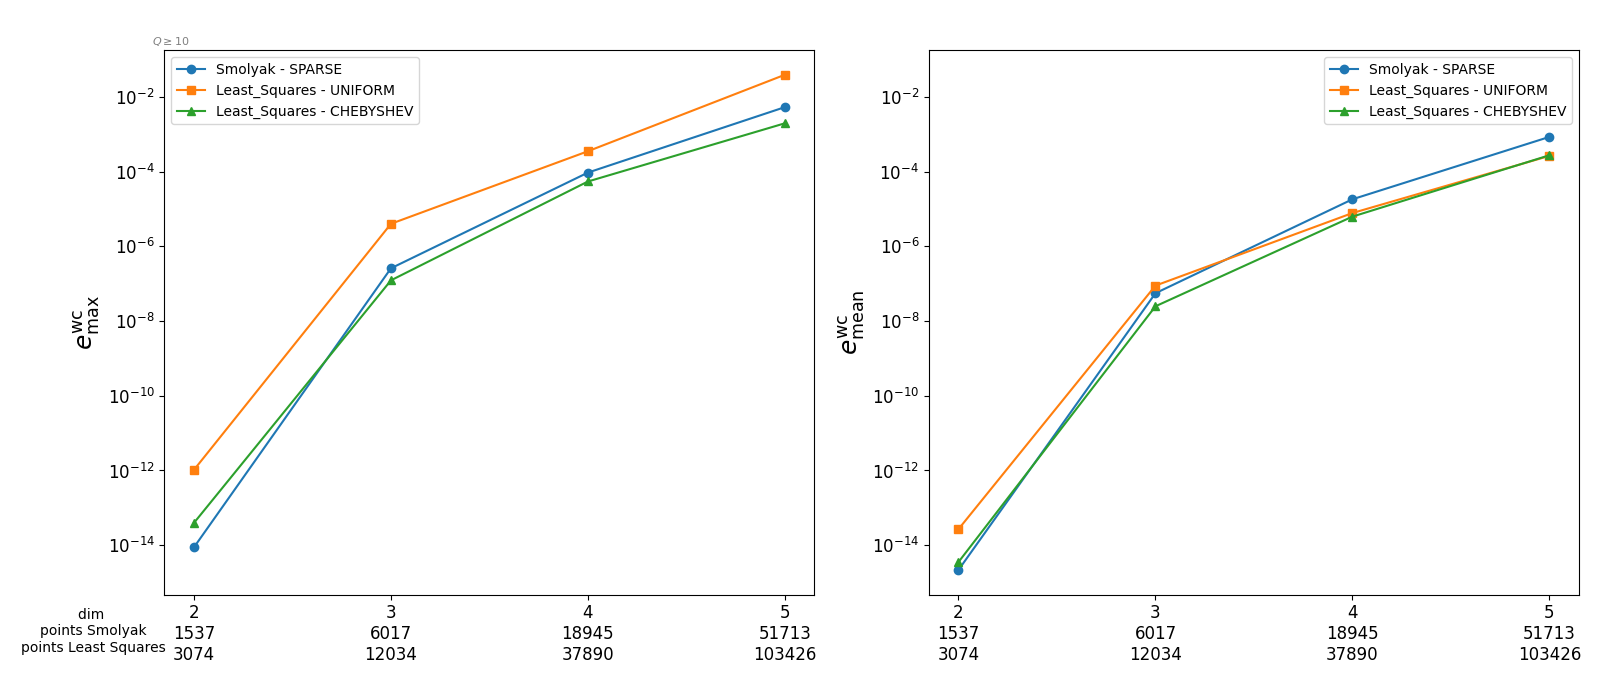 Q ≥ 10
Smolyak - SPARSE
Least_Squares - UNIFORM
Least_Squares - CHEBYSHEV
10⁻²
10⁻⁴
10⁻⁶
10⁻⁸
10⁻¹⁰
10⁻¹²
10⁻¹⁴
e^wc_max
dim 2 3 4 5
points Smolyak 1537 6017 18945 51713
points Least Squares 3074 12034 37890 103426
Smolyak - SPARSE
Least_Squares - UNIFORM
Least_Squares - CHEBYSHEV
10⁻²
10⁻⁴
10⁻⁶
10⁻⁸
10⁻¹⁰
10⁻¹²
10⁻¹⁴
e^wc_mean
2 3 4 5
1537 6017 18945 51713
3074 12034 37890 103426